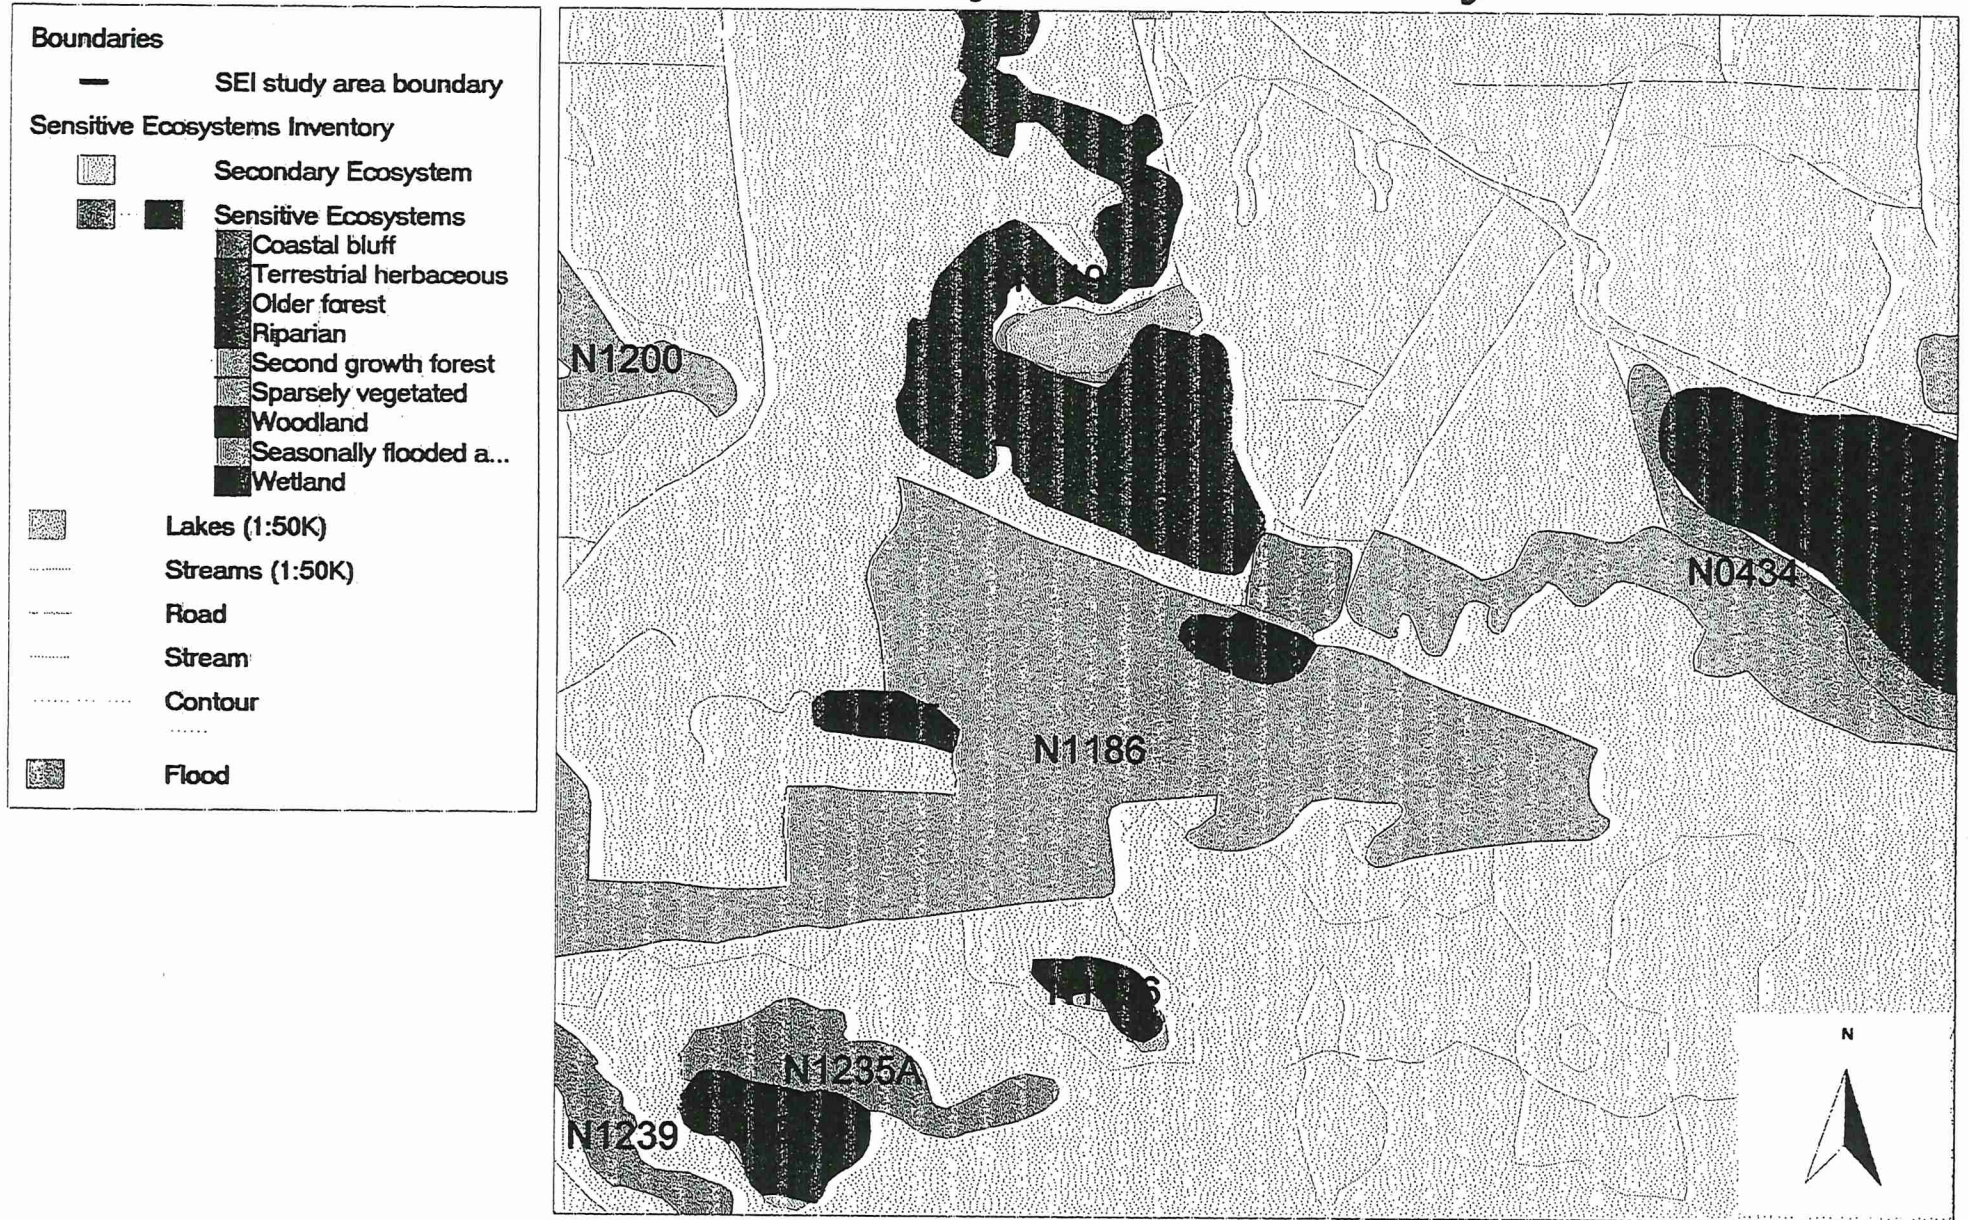 Boundaries
SEI study area boundary
Sensitive Ecosystems Inventory
Secondary Ecosystem
Sensitive Ecosystems
Coastal bluff
Terrestrial herbaceous
Older forest
Riparian
Second growth forest
Sparsely vegetated
Woodland
Seasonally flooded a...
Wetland
Lakes (1:50K)
Streams (1:50K)
Road
Stream
Contour
Flood
N1200
N0434
N1186
N1235A
N1239
N